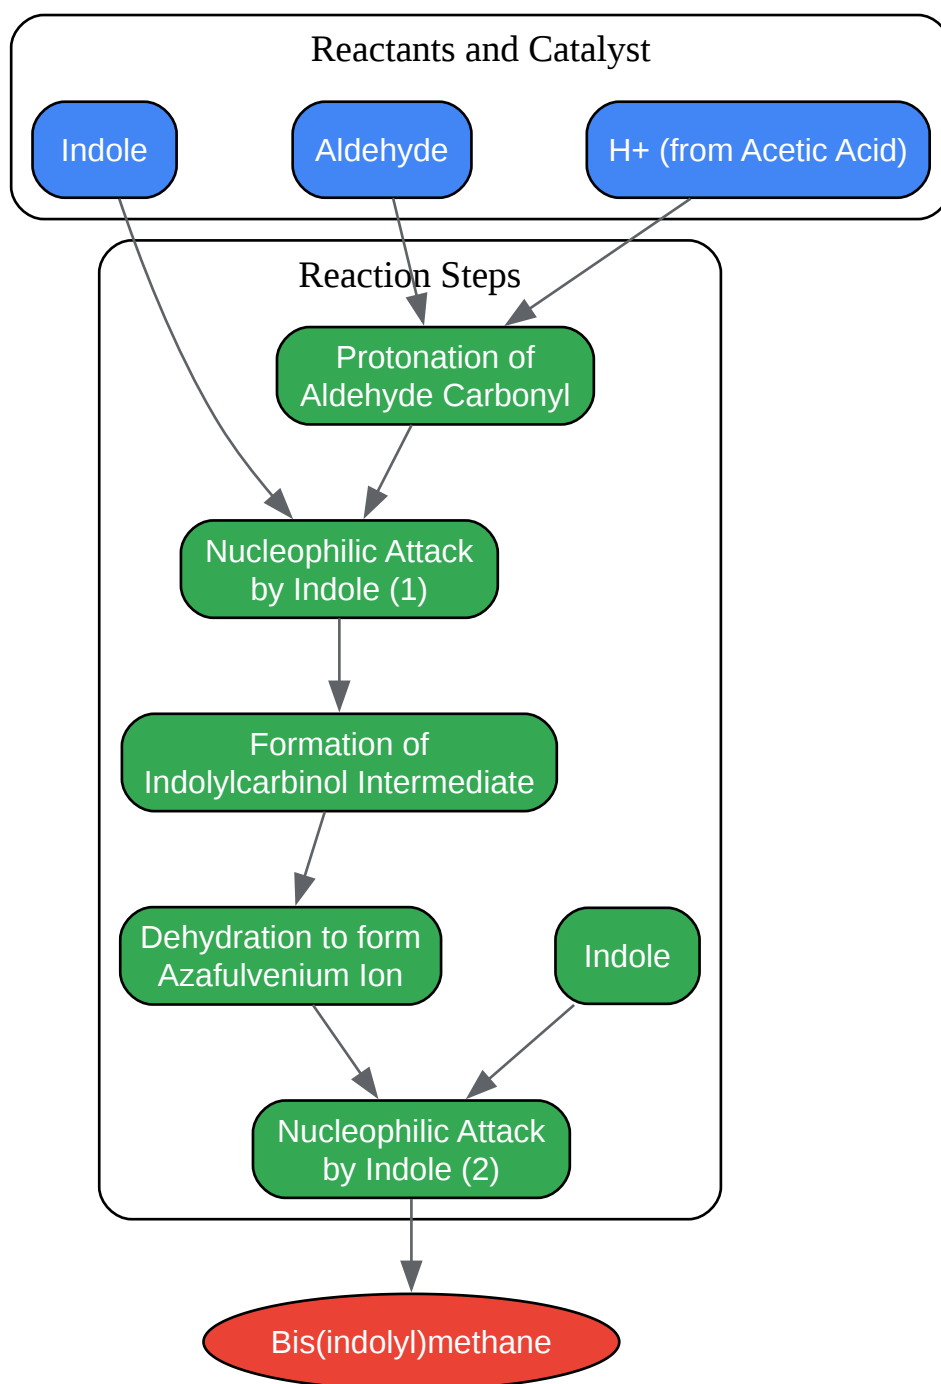 Reactants and Catalyst
Indole
Aldehyde
H+ (from Acetic Acid)
Reaction Steps
Protonation of
Aldehyde Carbonyl
Nucleophilic Attack
by Indole (1)
Formation of
Indolylcarbinol Intermediate
Dehydration to form
Azafulvenium Ion
Indole
Nucleophilic Attack
by Indole (2)
Bis(indolyl)methane